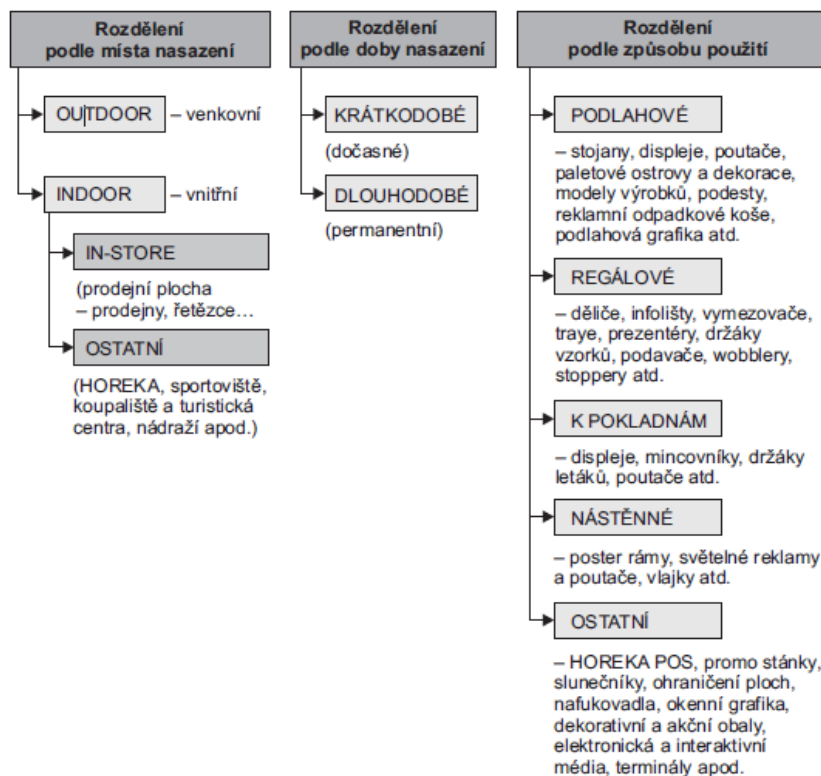 Rozdělení
podle místa nasazení
OUTDOOR – venkovní
INDOOR – vnitřní
IN-STORE
(prodejní plocha
– prodejny, řetězce…
OSTATNÍ
(HOREKA, sportoviště,
koupaliště a turistická
centra, nádraží apod.)
Rozdělení
podle doby nasazení
KRÁTKODOBÉ
(dočasné)
DLOUHODOBÉ
(permanentní)
Rozdělení
podle způsobu použití
PODLAHOVÉ
– stojany, displeje, poutače,
paletové ostrovy a dekorace,
modely výrobků, podesty,
reklamní odpadkové koše,
podlahová grafika atd.
REGÁLOVÉ
– děliče, infolišty, vymezovače,
traye, prezentéry, držáky
vzorků, podavače, wobblery,
stoppery atd.
K POKLADNÁM
– displeje, mincovníky, držáky
letáků, poutače atd.
NÁSTĚNNÉ
– poster rámy, světelné reklamy
a poutače, vlajky atd.
OSTATNÍ
– HOREKA POS, promo stánky,
slunečníky, ohraničení ploch,
nafukovadla, okenní grafika,
dekorativní a akční obaly,
elektronická a interaktivní
média, terminály apod.